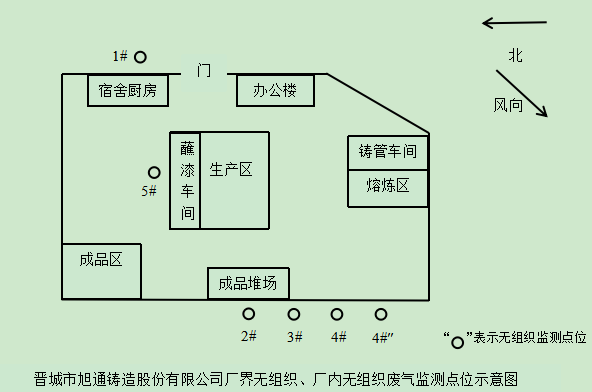 1#
门
北
宿舍厨房
办公楼
风向
蘸漆车间
生产区
铸管车间
熔炼区
5#
成品区
成品堆场
2#
3#
4#
4#″
“○”表示无组织监测点位
晋城市旭通铸造股份有限公司厂界无组织、厂内无组织废气监测点位示意图